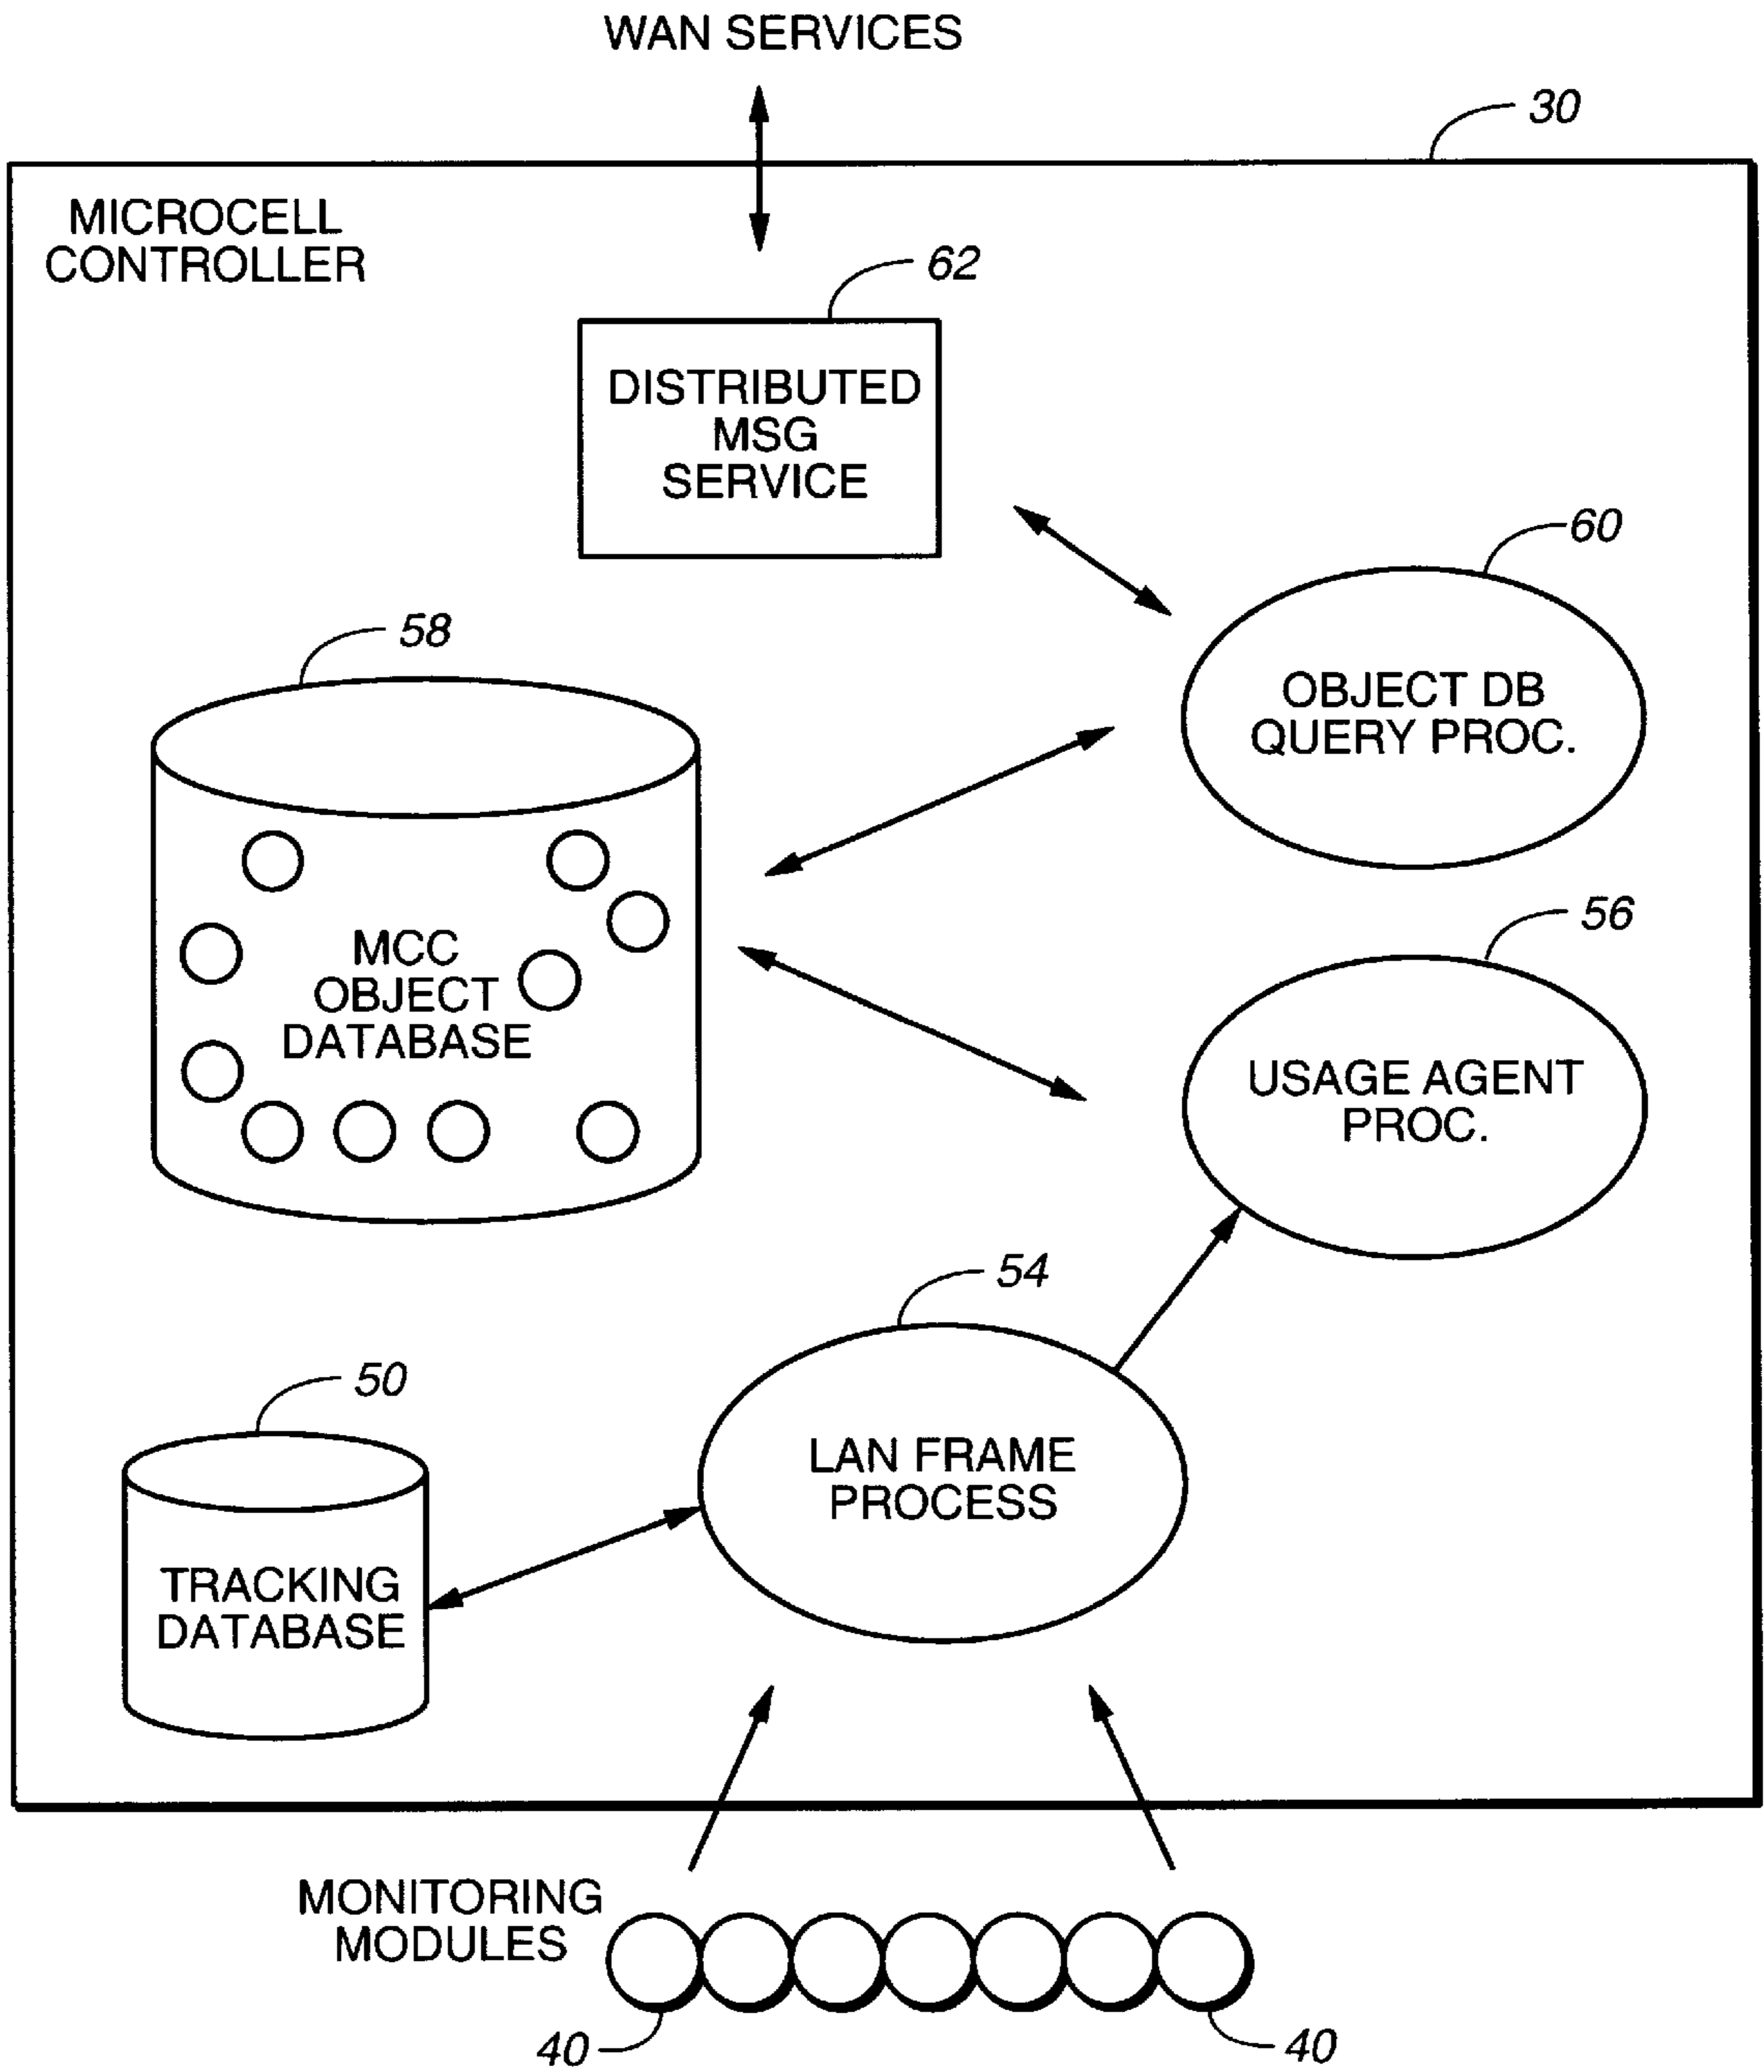 WAN SERVICES
30
MICROCELL
CONTROLLER
62
DISTRIBUTED
MSG
SERVICE
60
58
OBJECT DB
QUERY PROC.
56
MCC
OBJECT
DATABASE
USAGE AGENT
PROC.
54
50
LAN FRAME
PROCESS
TRACKING
DATABASE
MONITORING
MODULES
40
40